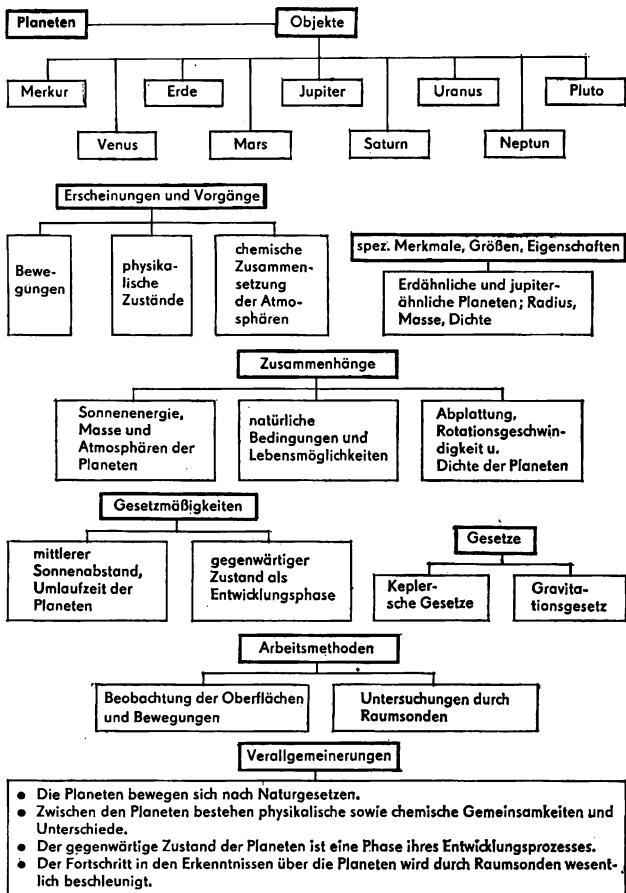 Planeten
Objekte
Merkur
Erde
Jupiter
Uranus
Pluto
Venus
Mars
Saturn
Neptun
Erscheinungen und Vorgänge
Bewe-
gungen
physika-
lische
Zustände
chemische
Zusammen-
setzung
der Atmo-
sphären
spez. Merkmale, Größen, Eigenschaften
Erdähnliche und jupiter-
ähnliche Planeten; Radius,
Masse, Dichte
Zusammenhänge
Sonnenenergie,
Masse und
Atmosphären der
Planeten
natürliche
Bedingungen und
Lebensmöglichkeiten
Abplattung,
Rotationsgeschwin-
digkeit u.
Dichte der Planeten
Gesetzmäßigkeiten
mittlerer
Sonnenabstand,
Umlaufzeit der
Planeten
gegenwärtiger
Zustand als
Entwicklungsphase
Gesetze
Kepler-
sche Gesetze
Gravita-
tionsgesetz
Arbeitsmethoden
Beobachtung der Oberflächen
und Bewegungen
Untersuchungen durch
Raumsonden
Verallgemeinerungen
● Die Planeten bewegen sich nach Naturgesetzen.
● Zwischen den Planeten bestehen physikalische sowie chemische Gemeinsamkeiten und
Unterschiede.
● Der gegenwärtige Zustand der Planeten ist eine Phase ihres Entwicklungsprozesses.
● Der Fortschritt in den Erkenntnissen über die Planeten wird durch Raumsonden wesent-
lich beschleunigt.